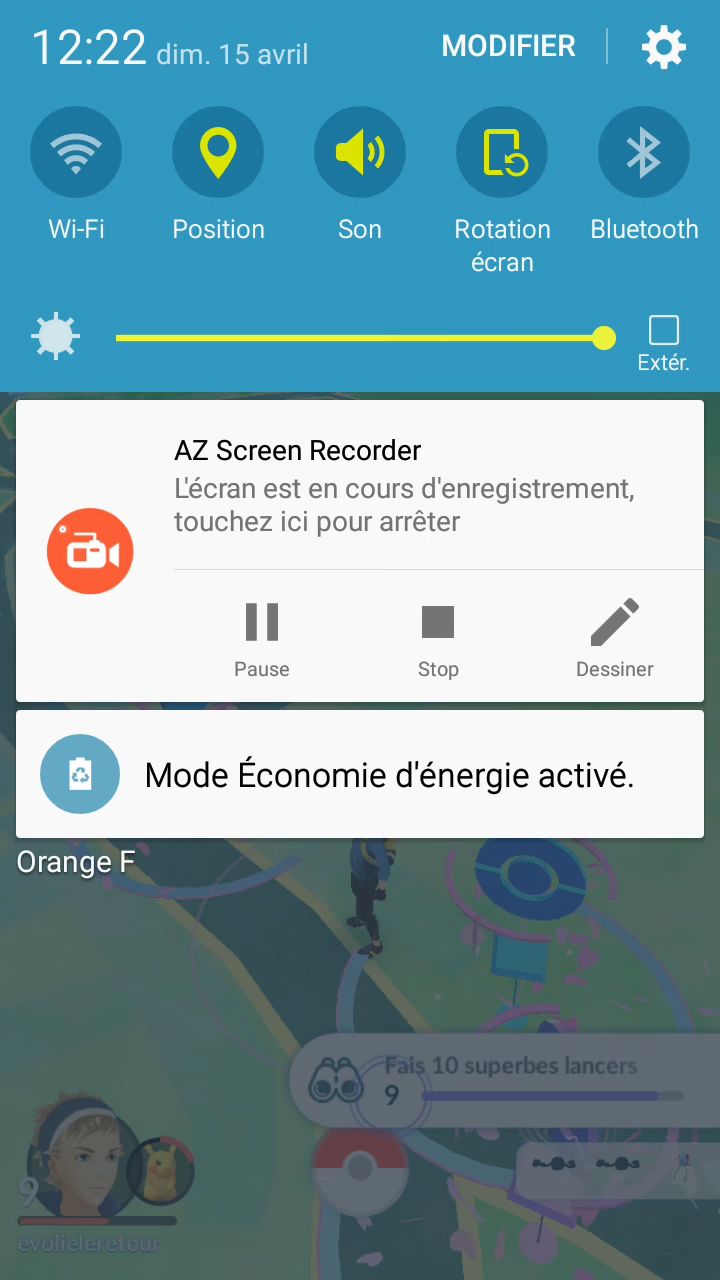 12:22 dim. 15 avril MODIFIER
Wi-Fi Position Son Rotation écran Bluetooth
Extér.
AZ Screen Recorder
L'écran est en cours d'enregistrement,
touchez ici pour arrêter
Pause Stop Dessiner
Mode Économie d'énergie activé.
Orange F
Fais 10 superbes lancers
9
9
evolieleretour